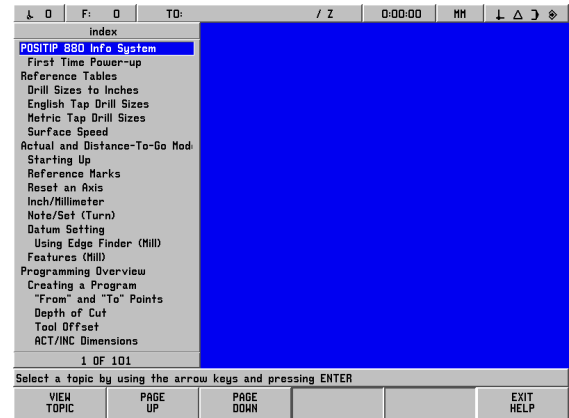 0 F: 0 TO: / Z 0:00:00 MM
index
POSITIP 880 Info System
First Time Power-up
Reference Tables
Drill Sizes to Inches
English Tap Drill Sizes
Metric Tap Drill Sizes
Surface Speed
Actual and Distance-To-Go Mod
Starting Up
Reference Marks
Reset an Axis
Inch/Millimeter
Note/Set (Turn)
Datum Setting
Using Edge Finder (Mill)
Features (Mill)
Programming Overview
Creating a Program
"From" and "To" Points
Depth of Cut
Tool Offset
ACT/INC Dimensions
1 OF 101
Select a topic by using the arrow keys and pressing ENTER
VIEW TOPIC
PAGE UP
PAGE DOWN
EXIT HELP